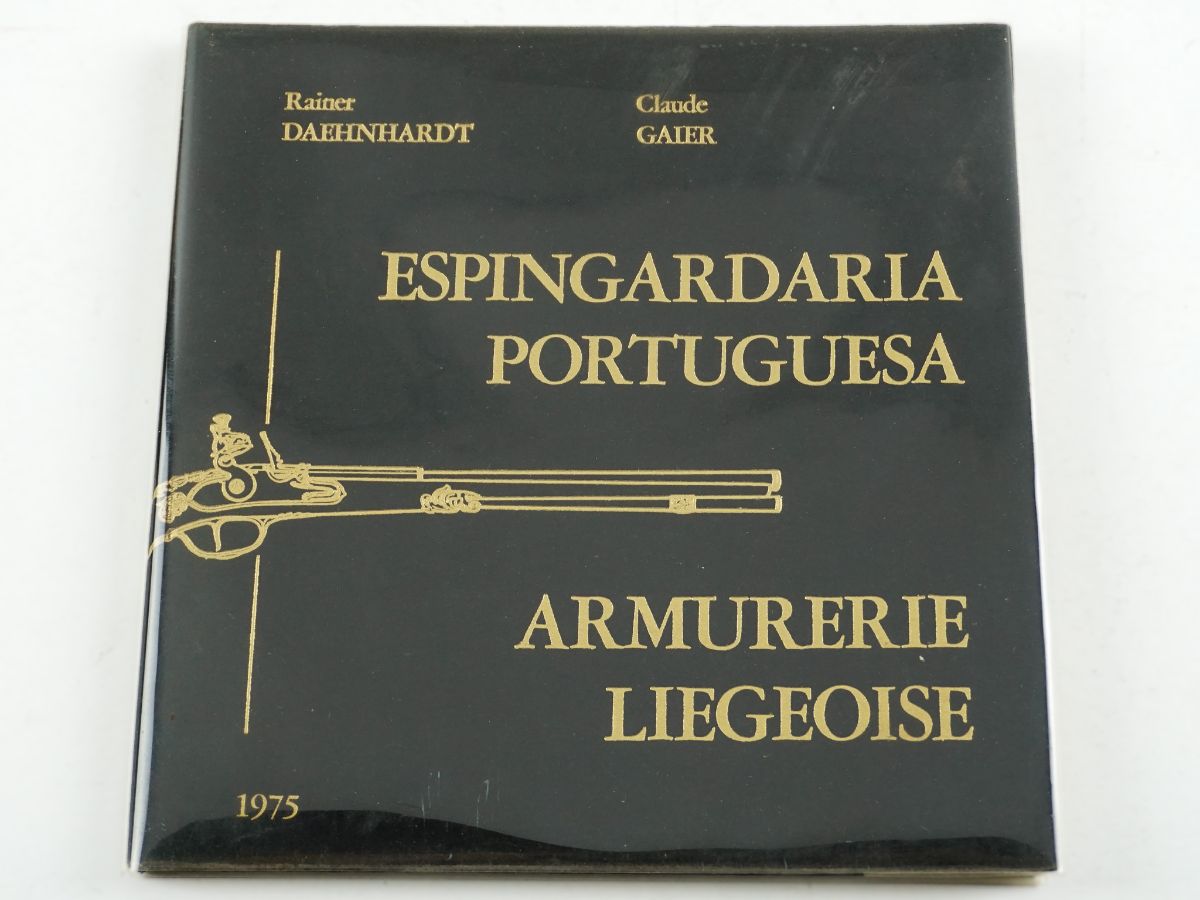 Rainer
DAEHNHARDT
Claude
GAIER
ESPINGARDARIA
PORTUGUESA
ARMURERIE
LIEGEOISE
1975